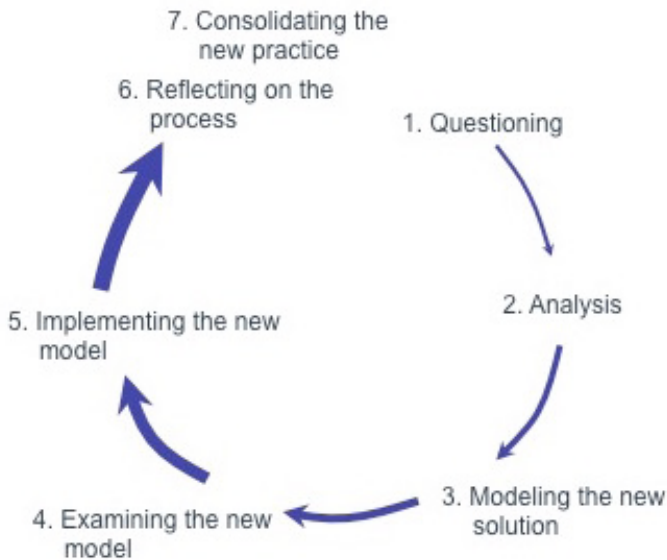 7. Consolidating the
new practice
6. Reflecting on the
process
1. Questioning
2. Analysis
5. Implementing the new
model
3. Modeling the new
solution
4. Examining the new
model